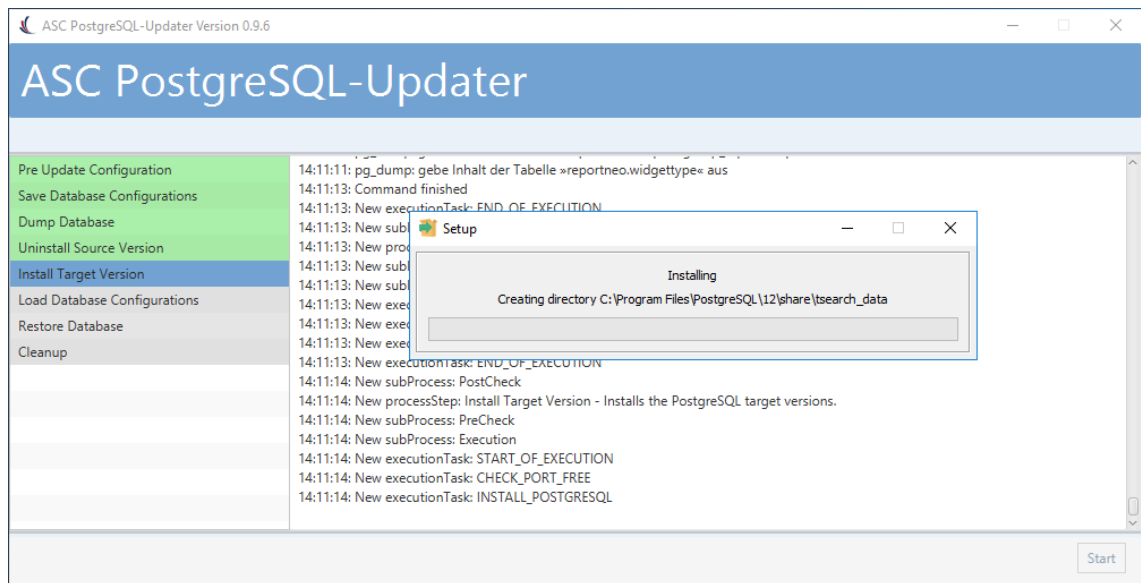 ASC PostgreSQL-Updater Version 0.9.6
ASC PostgreSQL-Updater
Pre Update Configuration
Save Database Configurations
Dump Database
Uninstall Source Version
Install Target Version
Load Database Configurations
Restore Database
Cleanup
14:11:11: pg_dump: gebe Inhalt der Tabelle »reportneo.widgettype« aus
14:11:13: Command finished
14:11:13: New executionTask: END_OF_EXECUTION
14:11:13: New subl
14:11:13: New proc
14:11:13: New subl
14:11:13: New subl
14:11:13: New exec
14:11:13: New exec
14:11:13: New exec
14:11:13: New executionTask: END_OF_EXECUTION
14:11:14: New subProcess: PostCheck
14:11:14: New processStep: Install Target Version - Installs the PostgreSQL target versions.
14:11:14: New subProcess: PreCheck
14:11:14: New subProcess: Execution
14:11:14: New executionTask: START_OF_EXECUTION
14:11:14: New executionTask: CHECK_PORT_FREE
14:11:14: New executionTask: INSTALL_POSTGRESQL
Setup
Installing
Creating directory C:\Program Files\PostgreSQL\12\share\tsearch_data
Start